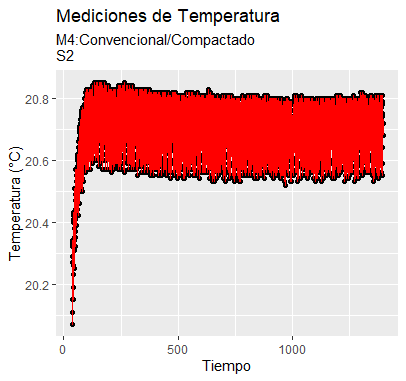 Mediciones de Temperatura
M4:Convencional/Compactado
S2
Temperatura (°C)
20.8
20.6
20.4
20.2
0
500
1000
Tiempo